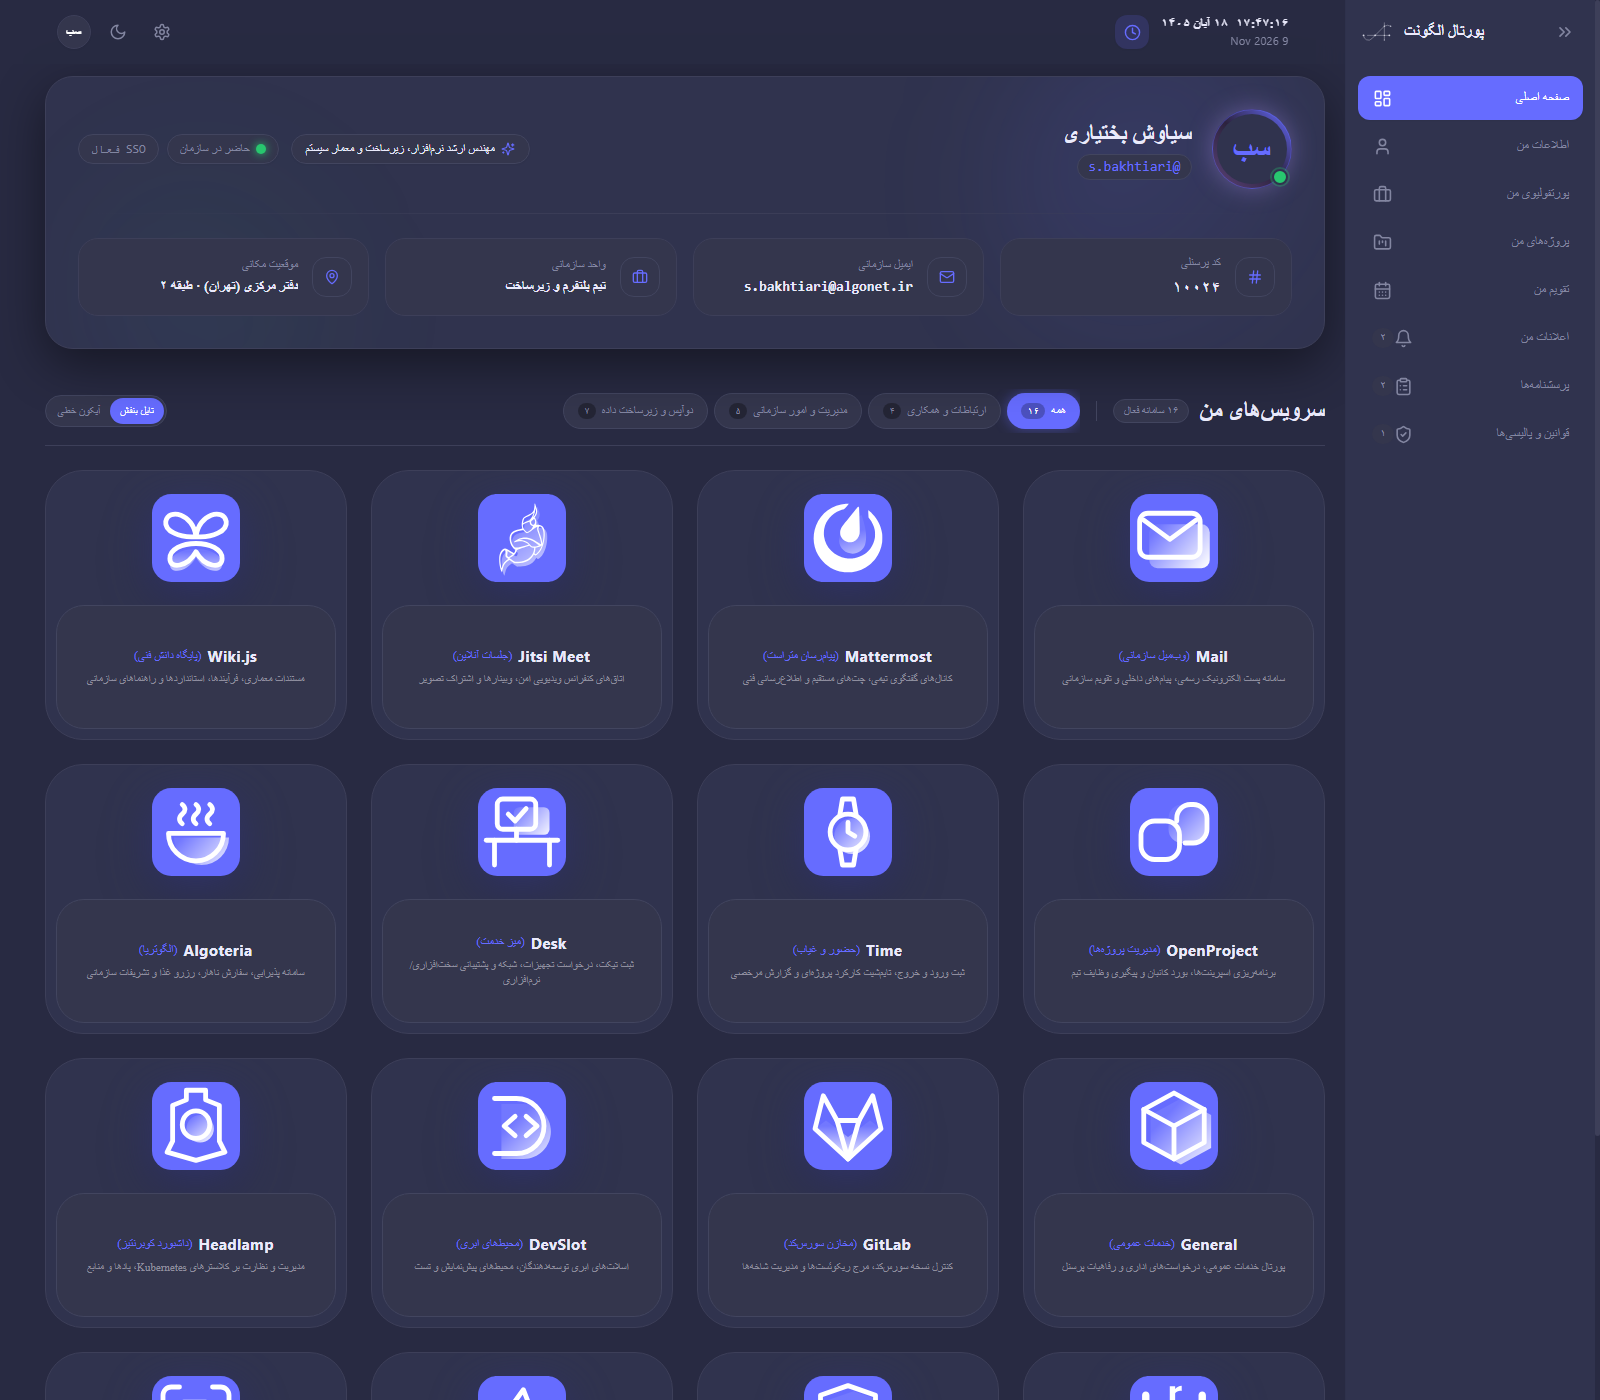 پورتال الگونت
صفحه اصلی
اطلاعات من
پورتفولیوی من
پروژه‌های من
تقویم من
اعلانات من ۲
پرسشنامه‌ها ۲
قوانین و پالیسی‌ها ۱
۱۷:۴۷:۱۶ ۱۸ آبان ۱۴۰۵
9 Nov 2026
سب
سب
سیاوش بختیاری
s.bakhtiari@
مهندس ارشد نرم‌افزار، زیرساخت و معمار سیستم
حاضر در سازمان
SSO فعال
کد پرسنلی
۱۰۰۲۴
ایمیل سازمانی
s.bakhtiari@algonet.ir
واحد سازمانی
تیم پلتفرم و زیرساخت
موقعیت مکانی
دفتر مرکزی (تهران) · طبقه ۲
سرویس‌های من
۱۶ سامانه فعال
همه ۱۶
ارتباطات و همکاری ۴
مدیریت و امور سازمانی ۵
دوآپس و زیرساخت داده ۷
تایل بنفش
آیکون خطی
Mail (وب‌میل سازمانی)
سامانه پست الکترونیک رسمی، پیام‌های داخلی و تقویم سازمانی
Mattermost (پیام‌رسان متراست)
کانال‌های گفتگوی تیمی، چت‌های مستقیم و اطلاع‌رسانی فنی
Jitsi Meet (جلسات آنلاین)
اتاق‌های کنفرانس ویدیویی امن، وبینارها و اشتراک تصویر
Wiki.js (پایگاه دانش فنی)
مستندات معماری، فرآیندها، استانداردها و راهنماهای سازمانی
OpenProject (مدیریت پروژه‌ها)
برنامه‌ریزی اسپرینت‌ها، بورد کانبان و پیگیری وظایف تیم
Time (حضور و غیاب)
ثبت ورود و خروج، تایم‌شیت کارکرد پروژه‌ای و گزارش مرخصی
Desk (میز خدمت)
ثبت تیکت، درخواست تجهیزات، شبکه و پشتیبانی سخت‌افزاری/
نرم‌افزاری
Algoteria (الگوتریا)
سامانه پذیرایی، سفارش ناهار، رزرو غذا و تشریفات سازمانی
General (خدمات عمومی)
پورتال خدمات عمومی، درخواست‌های اداری و رفاهیات پرسنل
GitLab (مخازن سورس‌کد)
کنترل نسخه سورس‌کد، مرج ریکوئست‌ها و مدیریت شاخه‌ها
DevSlot (محیط‌های ابری)
اسلات‌های ابری توسعه‌دهندگان، محیط‌های پیش‌نمایش و تست
Headlamp (داشبورد کوبرنتیز)
مدیریت و نظارت بر کلاسترهای Kubernetes، پادها و منابع